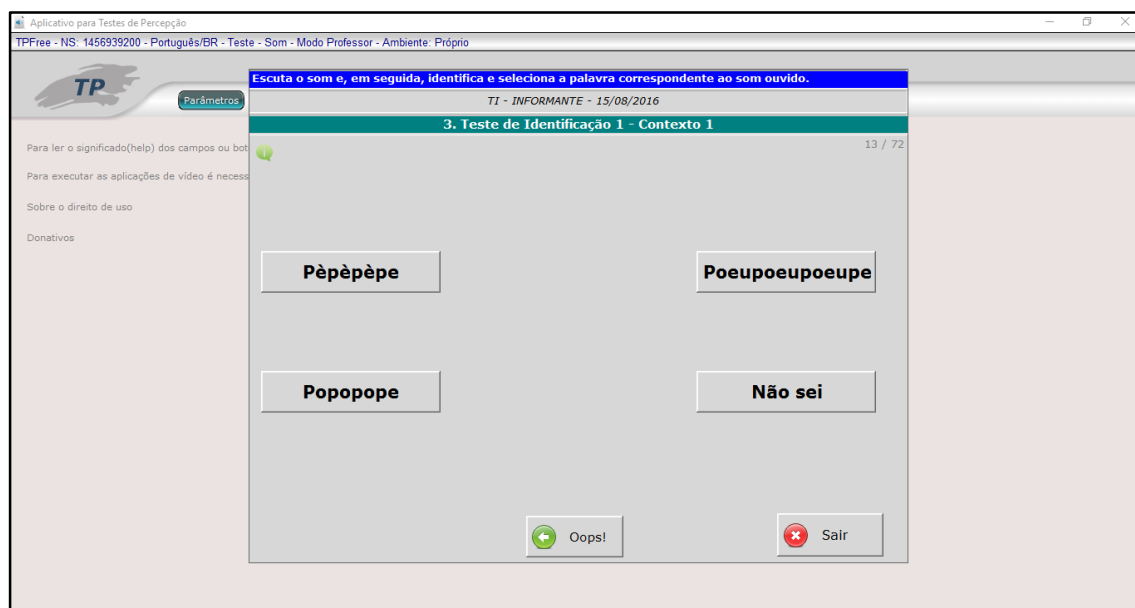 Aplicativo para Testes de Percepção
TPFree - NS: 1456939200 - Português/BR - Teste - Som - Modo Professor - Ambiente: Próprio
TP
Parâmetros
Escuta o som e, em seguida, identifica e seleciona a palavra correspondente ao som ouvido.
TI - INFORMANTE - 15/08/2016
3. Teste de Identificação 1 - Contexto 1
13 / 72
Para ler o significado(help) dos campos ou bot
Para executar as aplicações de vídeo é necess
Sobre o direito de uso
Donativos
Pèpèpèpe
Poeupoeupoeupe
Popopope
Não sei
Oops!
Sair